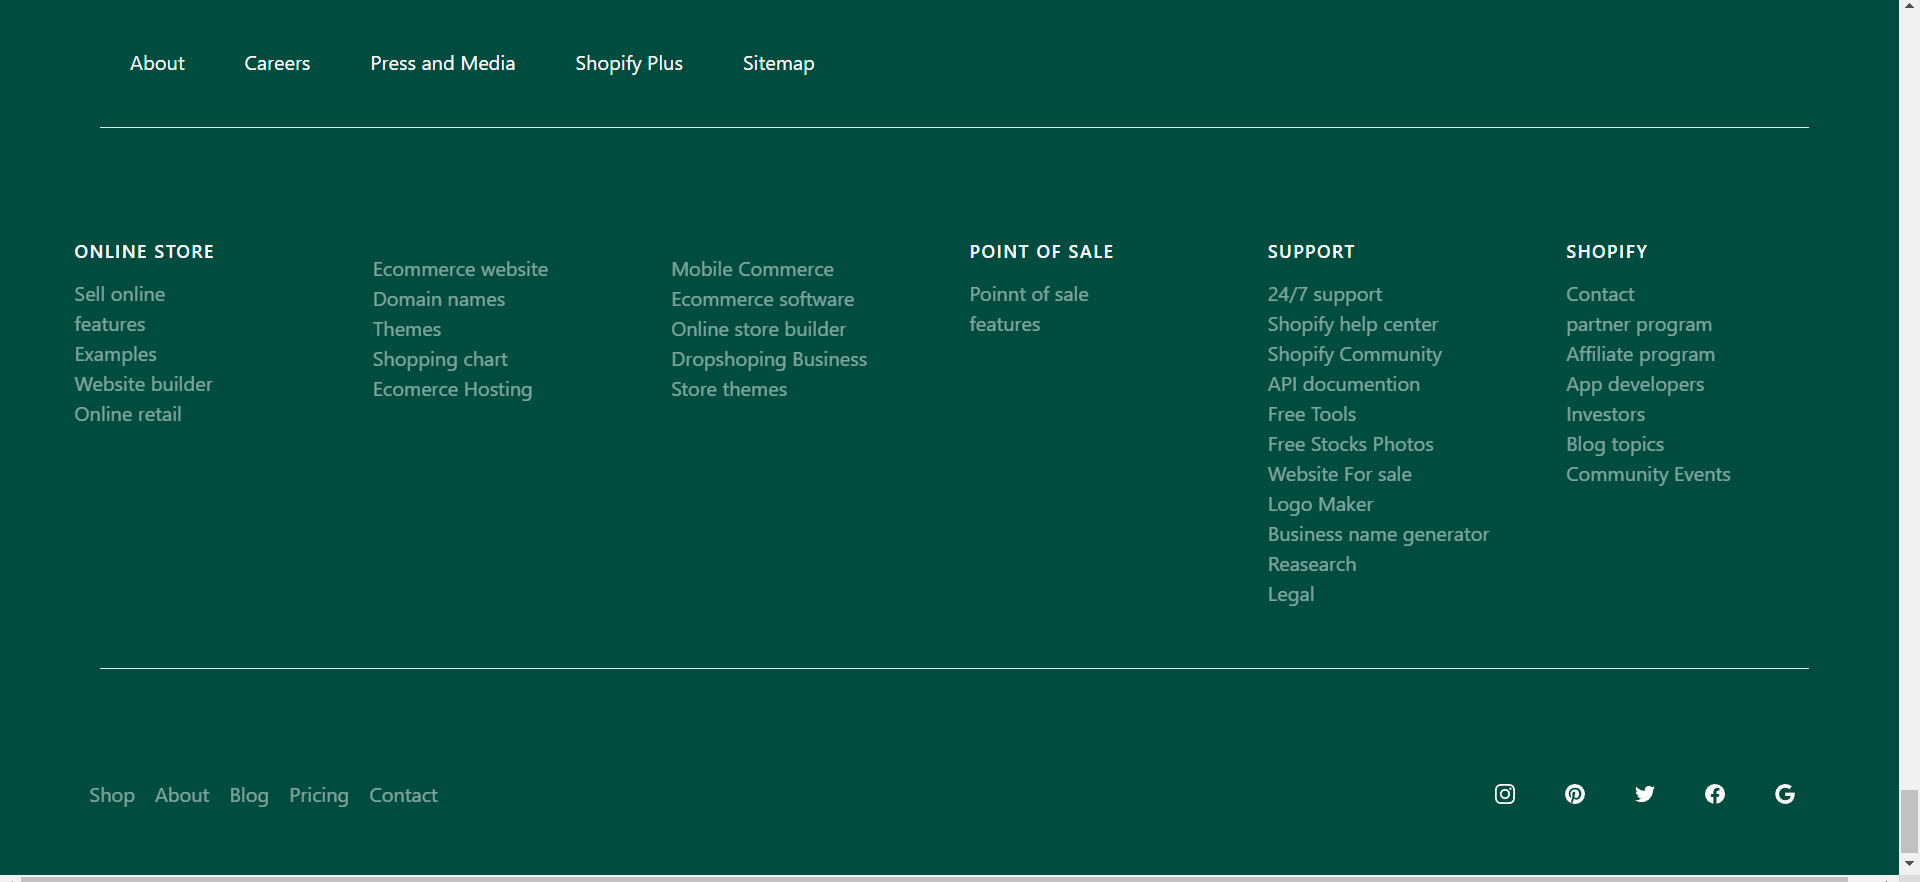 About
Careers
Press and Media
Shopify Plus
Sitemap
ONLINE STORE
Sell online
features
Examples
Website builder
Online retail
Ecommerce website
Domain names
Themes
Shopping chart
Ecomerce Hosting
Mobile Commerce
Ecommerce software
Online store builder
Dropshoping Business
Store themes
POINT OF SALE
Poinnt of sale
features
SUPPORT
24/7 support
Shopify help center
Shopify Community
API documention
Free Tools
Free Stocks Photos
Website For sale
Logo Maker
Business name generator
Reasearch
Legal
SHOPIFY
Contact
partner program
Affiliate program
App developers
Investors
Blog topics
Community Events
Shop
About
Blog
Pricing
Contact